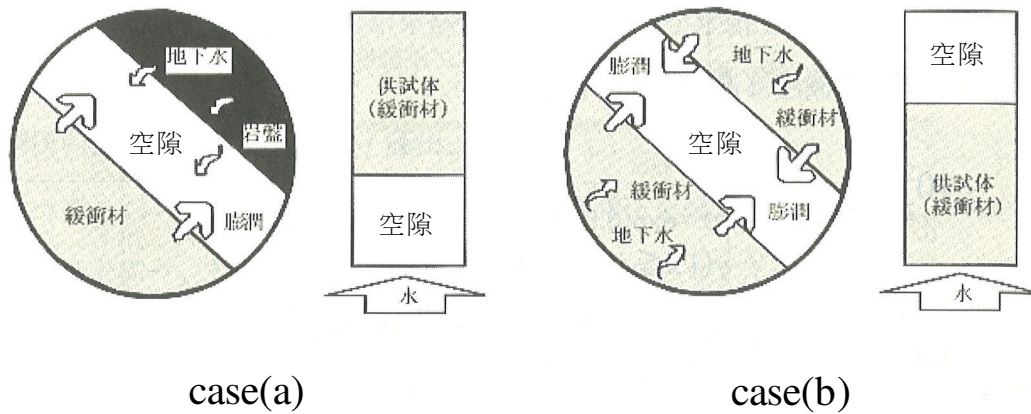 地下水
岩盤
空隙
緩衝材
膨潤
供試体
(緩衝材)
空隙
水
case(a)
膨潤
地下水
緩衝材
空隙
緩衝材
膨潤
地下水
空隙
供試体
(緩衝材)
水
case(b)